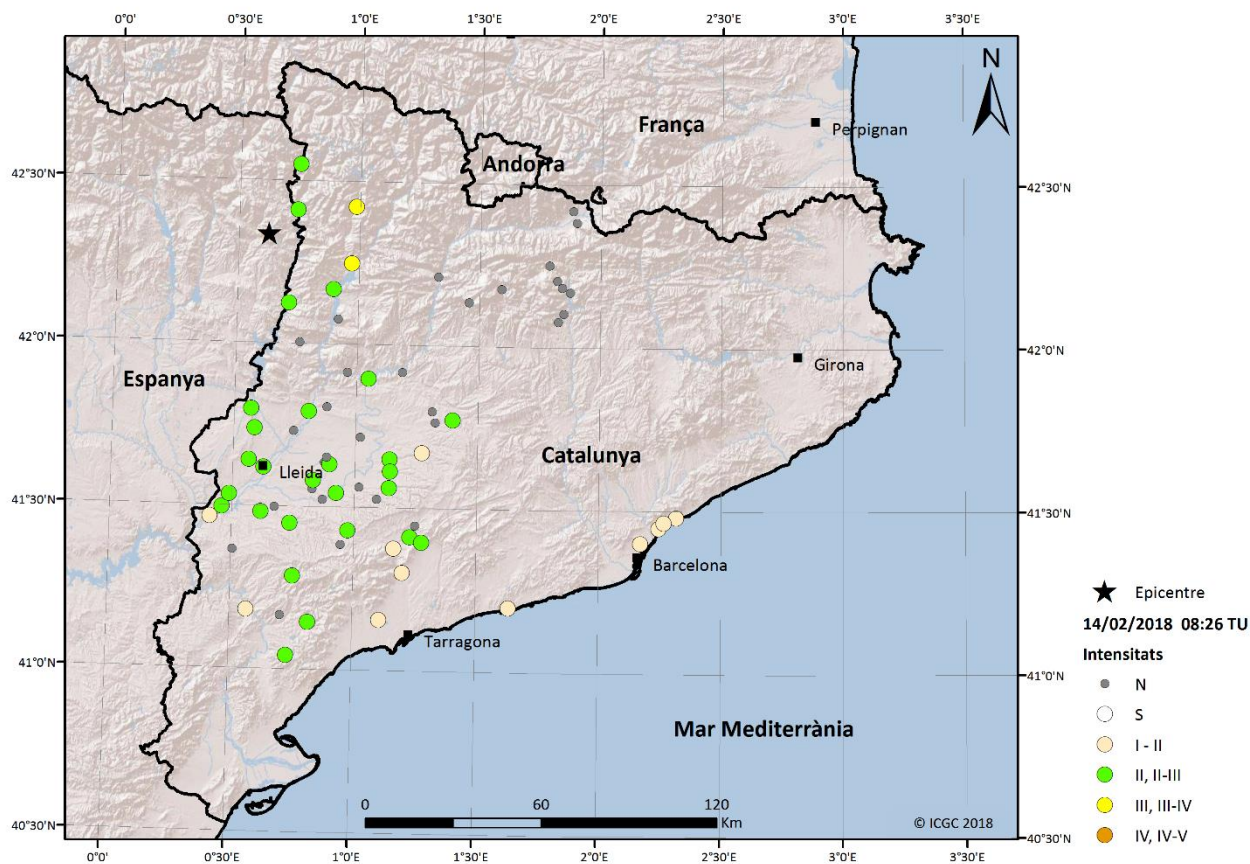 0°0' 0°30'E 1°0'E 1°30'E 2°0'E 2°30'E 3°0'E 3°30'E
N
França
Perpignan
Andorra
42°30'N 42°30'N
42°0'N 42°0'N
Girona
Espanya
Catalunya
Lleida
41°30'N 41°30'N
Barcelona
Epicentre
14/02/2018 08:26 TU
Tarragona
Intensitats
41°0'N 41°0'N
N
S
Mar Mediterrània
I - II
II, II-III
0 60 120
III, III-IV
Km
© ICGC 2018
40°30'N 40°30'N
IV, IV-V
0°0' 0°30'E 1°0'E 1°30'E 2°0'E 2°30'E 3°0'E 3°30'E